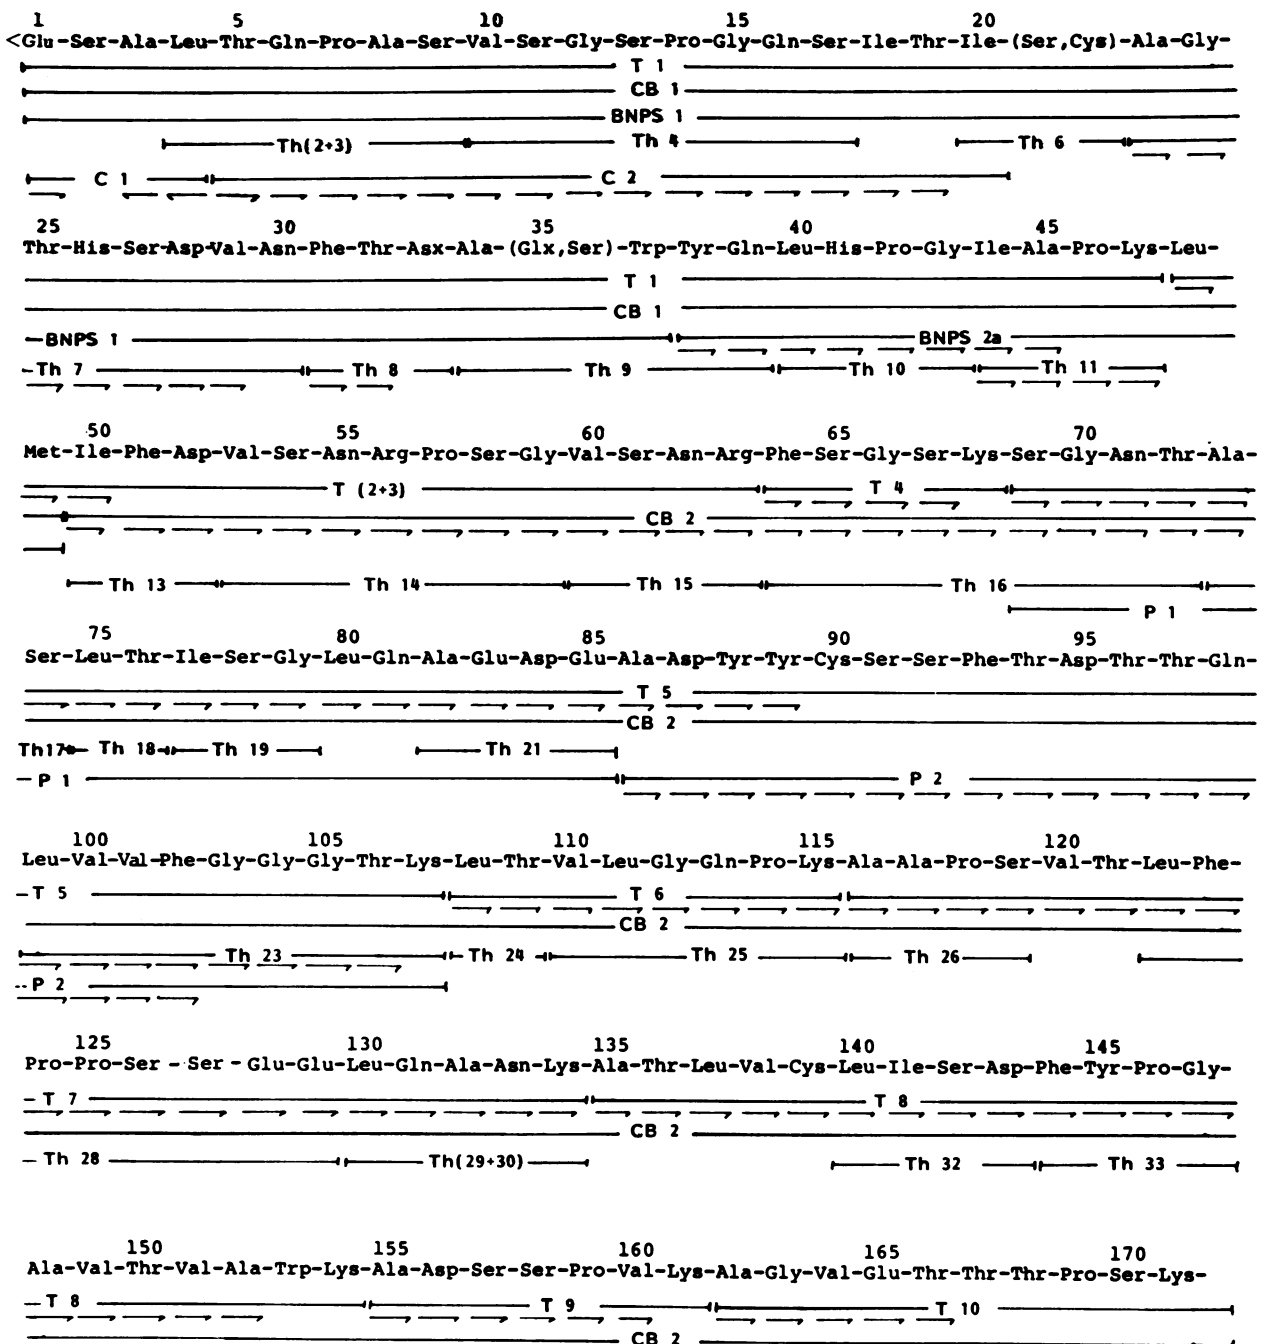 1 5 10 15 20
<Glu-Ser-Ala-Leu-Thr-Gln-Pro-Ala-Ser-Val-Ser-Gly-Ser-Pro-Gly-Gln-Ser-Ile-Thr-Ile-(Ser,Cys)-Ala-Gly-
T 1
CB 1
BNPS 1
Th(2+3) Th 4 Th 6
C 1 C 2
25 30 35 40 45
Thr-His-Ser-Asp-Val-Asn-Phe-Thr-Asx-Ala-(Glx,Ser)-Trp-Tyr-Gln-Leu-His-Pro-Gly-Ile-Ala-Pro-Lys-Leu-
T 1
CB 1
BNPS 1 BNPS 2a
Th 7 Th 8 Th 9 Th 10 Th 11
50 55 60 65 70
Met-Ile-Phe-Asp-Val-Ser-Asn-Arg-Pro-Ser-Gly-Val-Ser-Asn-Arg-Phe-Ser-Gly-Ser-Lys-Ser-Gly-Asn-Thr-Ala-
T (2+3) T 4
CB 2
Th 13 Th 14 Th 15 Th 16
P 1
75 80 85 90 95
Ser-Leu-Thr-Ile-Ser-Gly-Leu-Gln-Ala-Glu-Asp-Glu-Ala-Asp-Tyr-Tyr-Cys-Ser-Ser-Phe-Thr-Asp-Thr-Thr-Gln-
T 5
CB 2
Th17 Th 18 Th 19 Th 21
P 1 P 2
100 105 110 115 120
Leu-Val-Val-Phe-Gly-Gly-Gly-Thr-Lys-Leu-Thr-Val-Leu-Gly-Gln-Pro-Lys-Ala-Ala-Pro-Ser-Val-Thr-Leu-Phe-
T 5 T 6
CB 2
Th 23 Th 24 Th 25 Th 26
P 2
125 130 135 140 145
Pro-Pro-Ser - Ser - Glu-Glu-Leu-Gln-Ala-Asn-Lys-Ala-Thr-Leu-Val-Cys-Leu-Ile-Ser-Asp-Phe-Tyr-Pro-Gly-
T 7 T 8
CB 2
Th 28 Th(29+30) Th 32 Th 33
150 155 160 165 170
Ala-Val-Thr-Val-Ala-Trp-Lys-Ala-Asp-Ser-Ser-Pro-Val-Lys-Ala-Gly-Val-Glu-Thr-Thr-Thr-Pro-Ser-Lys-
T 8 T 9 T 10
CB 2